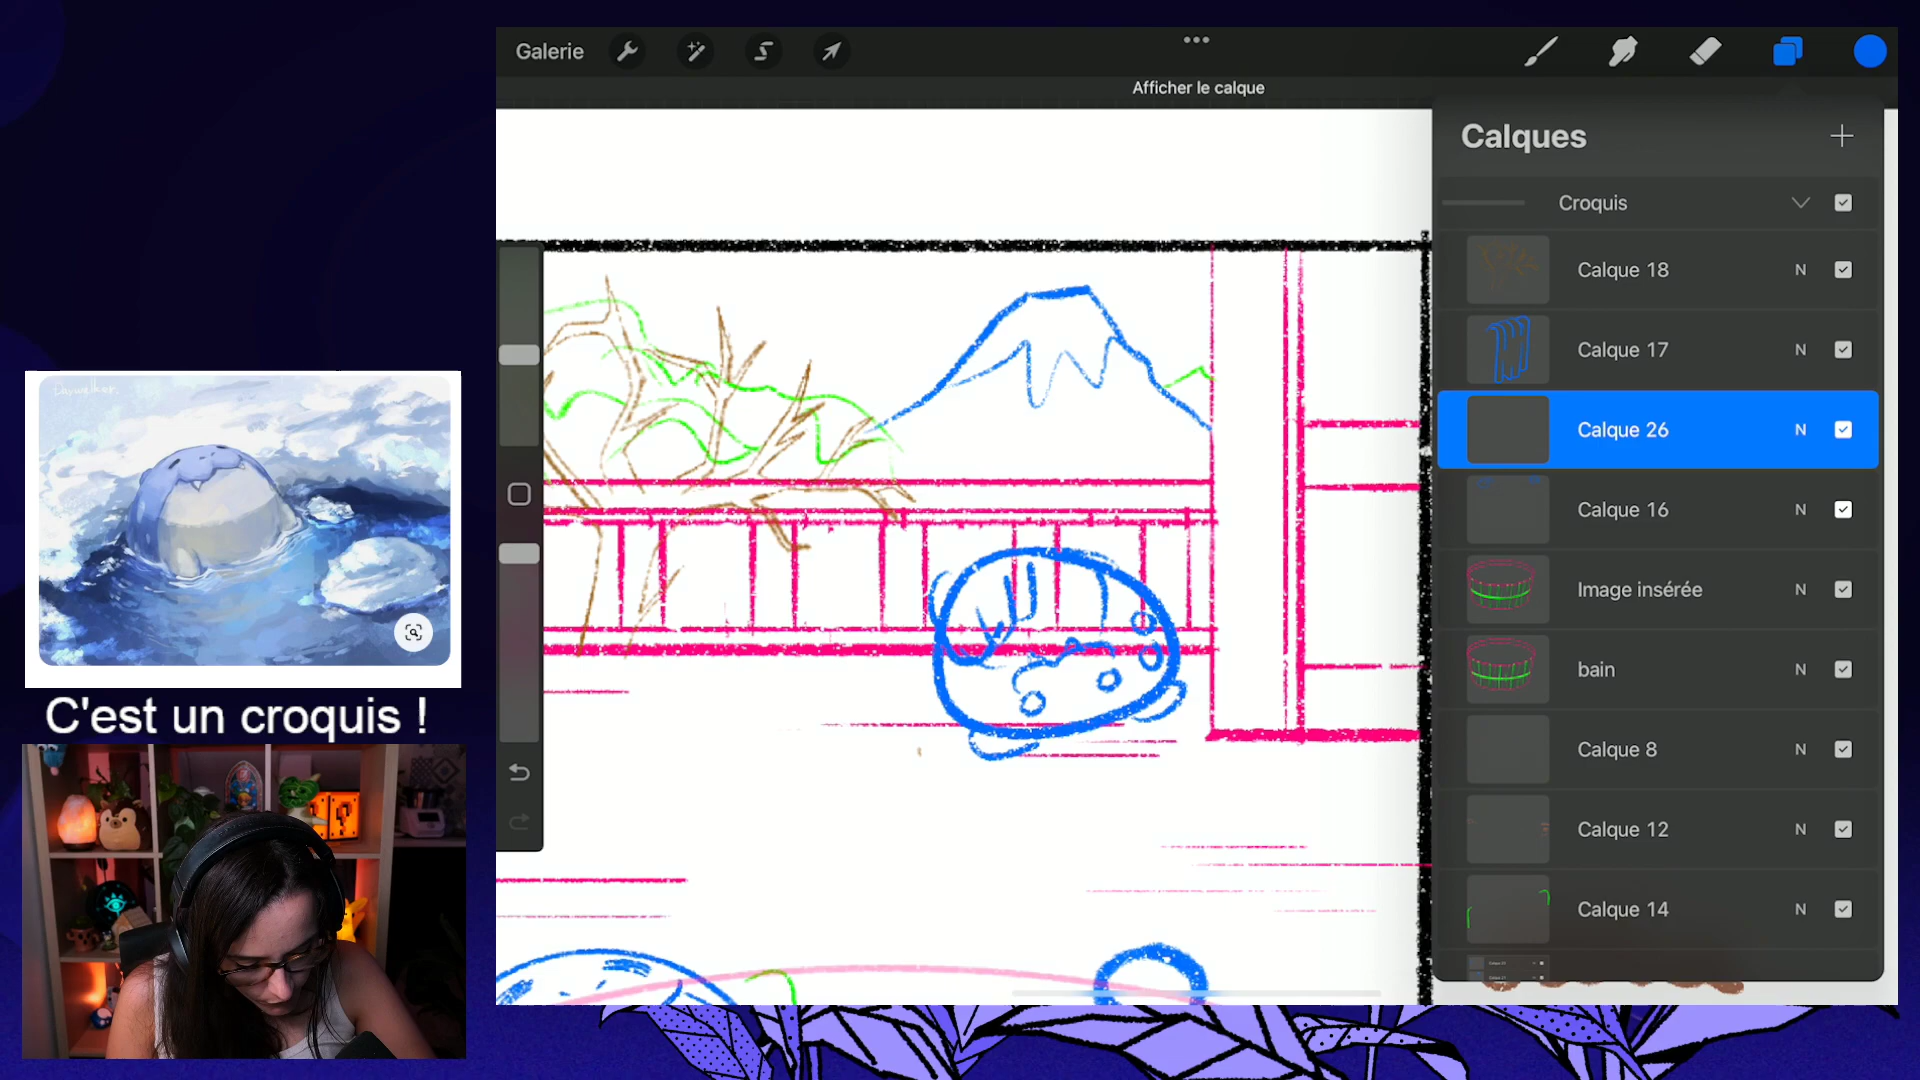 Galerie
Afficher le calque
Calques
Croquis
Calque 18 N
Calque 17 N
Calque 26 N
Calque 16 N
Image insérée N
bain N
Calque 8 N
Calque 12 N
Calque 14 N
C'est un croquis !